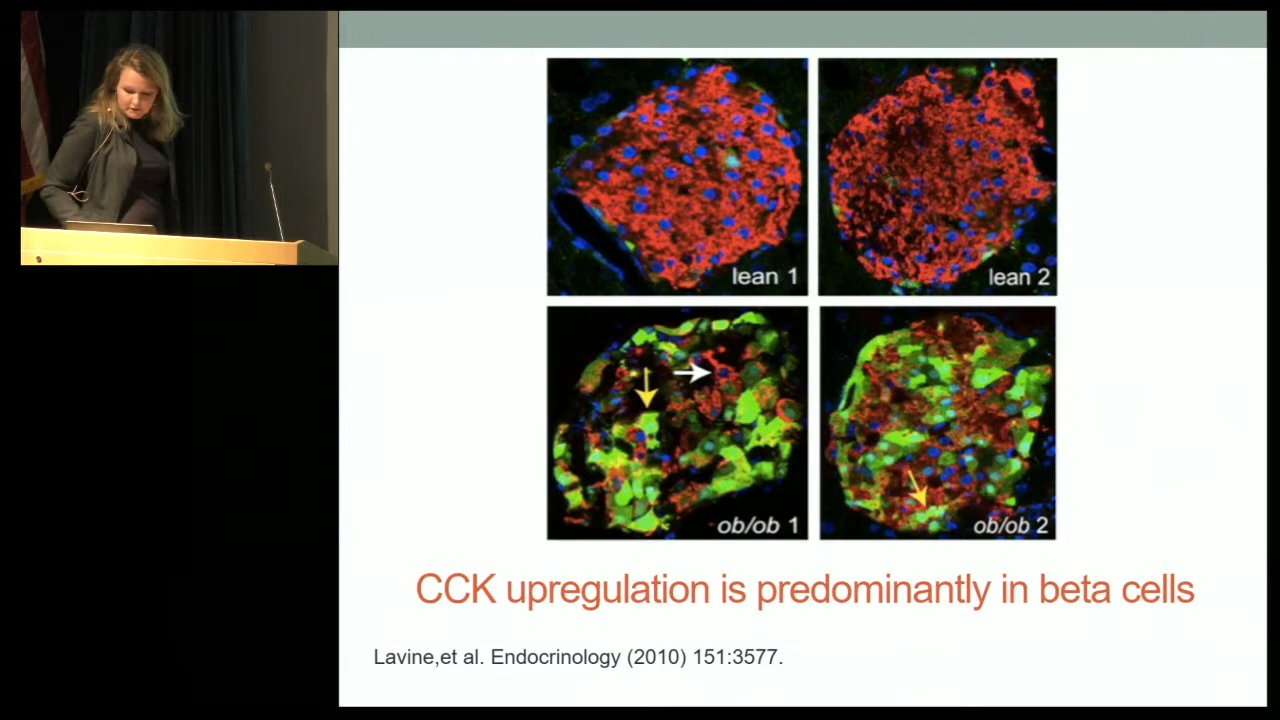 lean 1
lean 2
ob/ob 1
ob/ob 2
CCK upregulation is predominantly in beta cells
Lavine,et al. Endocrinology (2010) 151:3577.